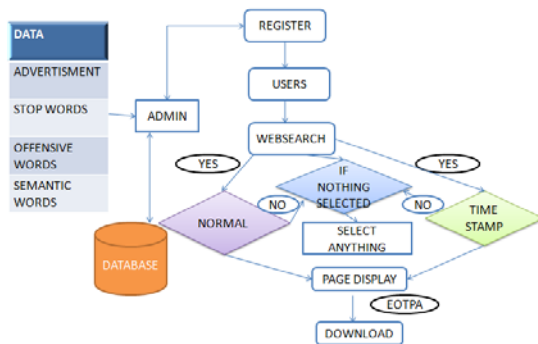 DATA
ADVERTISMENT
STOP WORDS
OFFENSIVE
WORDS
SEMANTIC
WORDS
ADMIN
DATABASE
REGISTER
USERS
WEBSEARCH
YES
YES
IF
NOTHING
SELECTED
NORMAL
NO
NO
TIME
STAMP
SELECT
ANYTHING
PAGE DISPLAY
EOTPA
DOWNLOAD